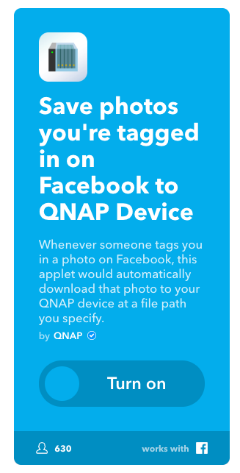 Save photos
you're tagged
in on
Facebook to
QNAP Device
Whenever someone tags you
in a photo on Facebook, this
applet would automatically
download that photo to your
QNAP device at a file path
you specify.
by QNAP
Turn on
630
works with